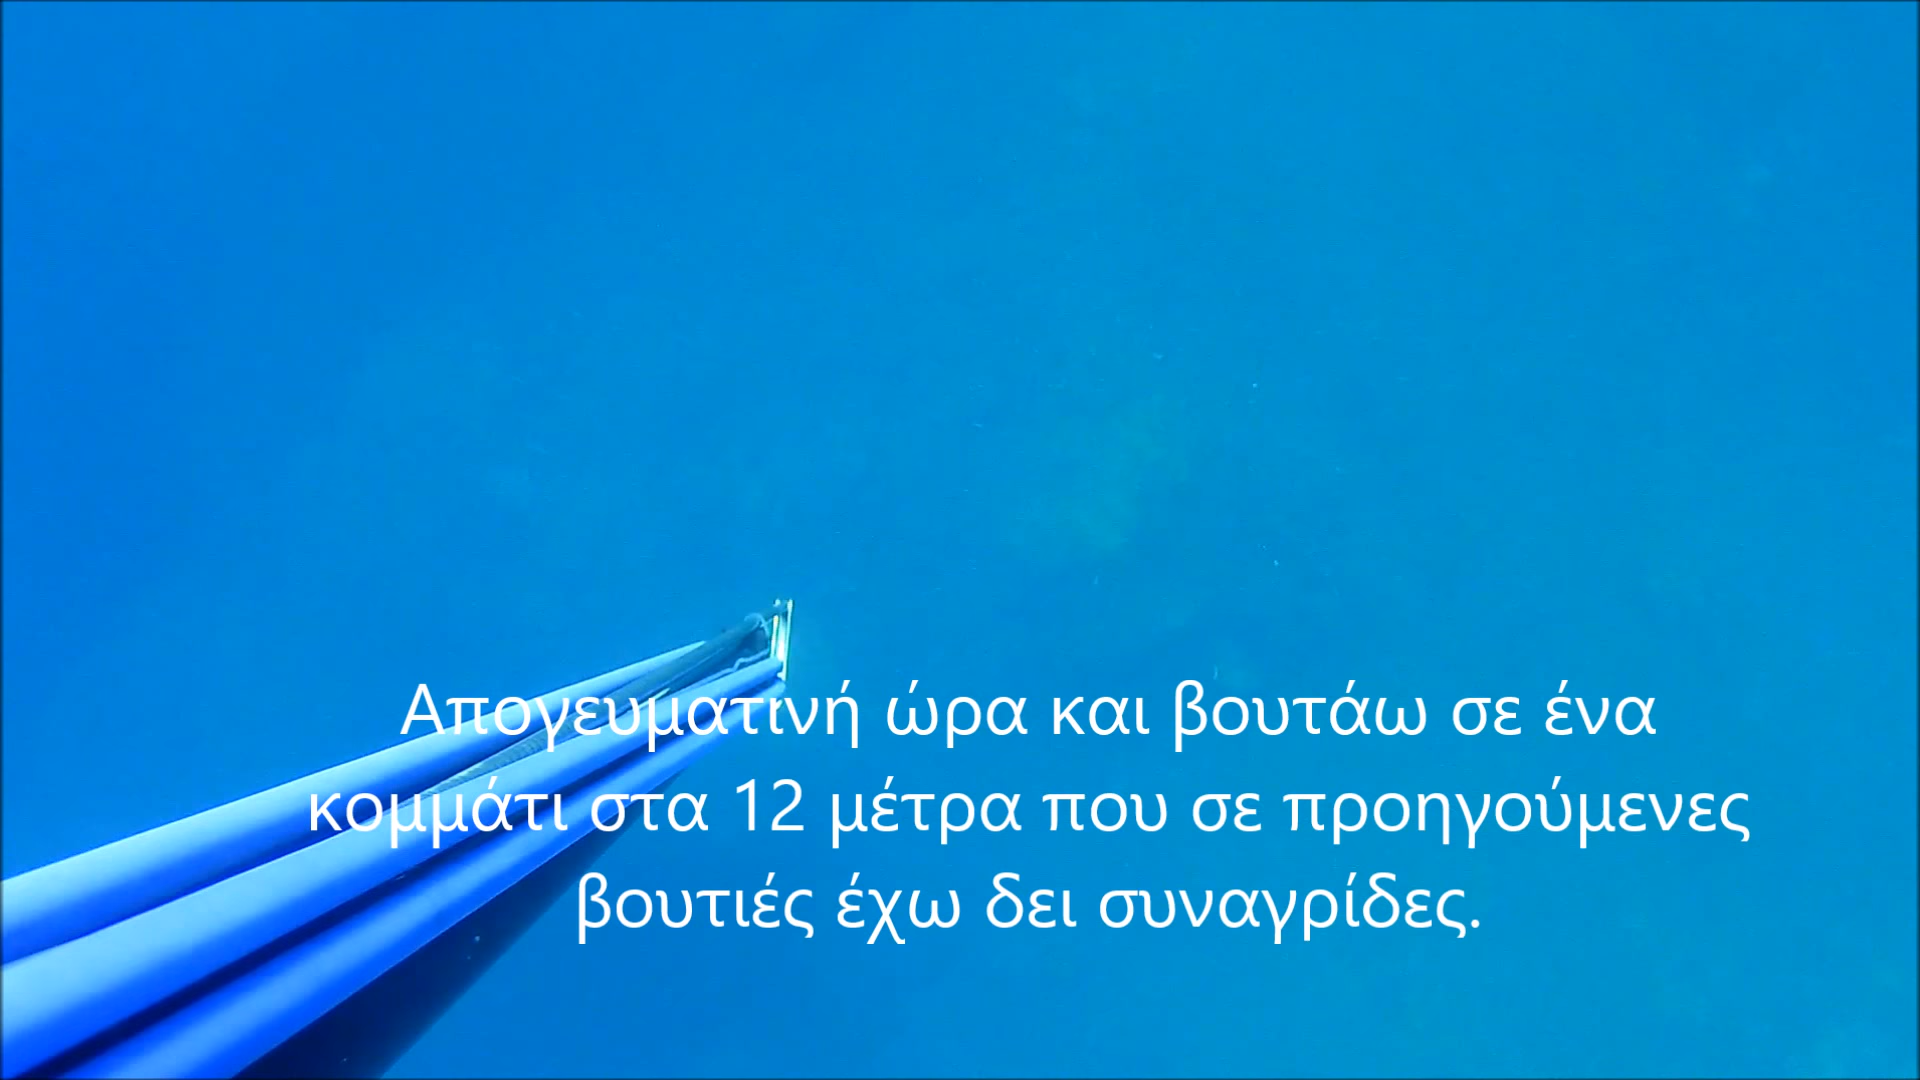 Απογευματινή ώρα και βουτάω σε ένα
κομμάτι στα 12 μέτρα που σε προηγούμενες
βουτιές έχω δει συναγρίδες.